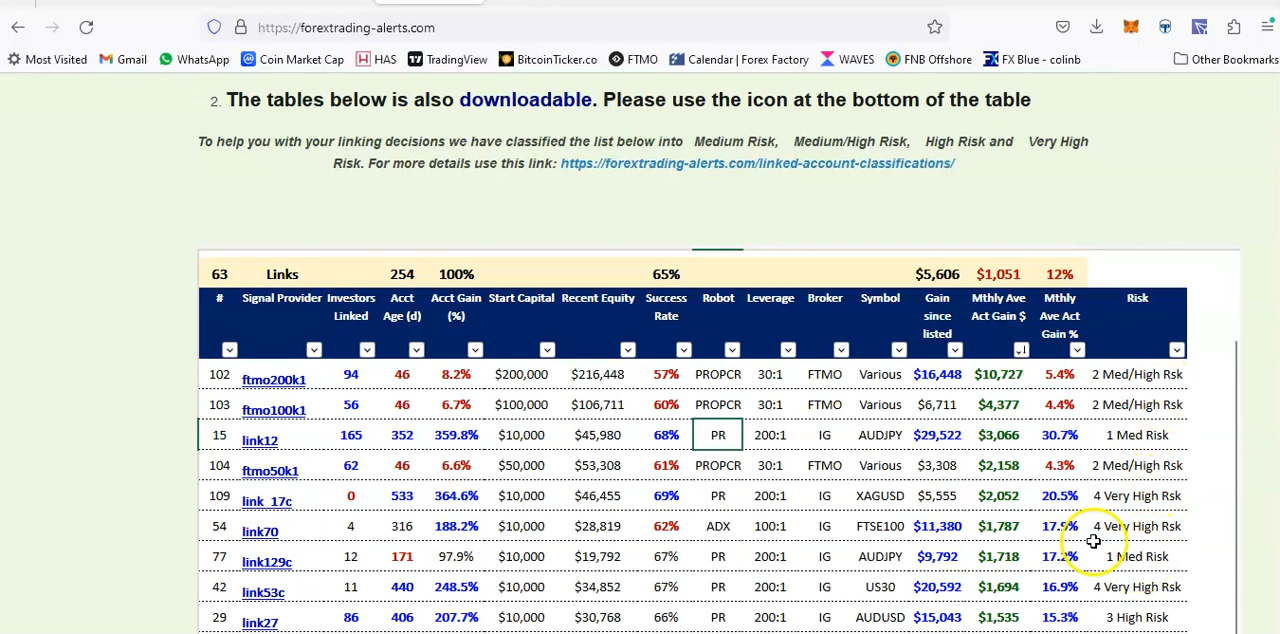 https://forextrading-alerts.com
Most Visited Gmail WhatsApp Coin Market Cap HAS TradingView BitcoinTicker.co FTMO Calendar | Forex Factory WAVES FNB Offshore FX Blue - colinb Other Bookmarks
2. The tables below is also downloadable. Please use the icon at the bottom of the table
To help you with your linking decisions we have classified the list below into Medium Risk, Medium/High Risk, High Risk and Very High
Risk. For more details use this link: https://forextrading-alerts.com/linked-account-classifications/
63 Links 254 100% 65% $5,606 $1,051 12%
# Signal Provider Investors Linked Acct Age (d) Acct Gain (%) Start Capital Recent Equity Success Rate Robot Leverage Broker Symbol Gain since listed Mthly Ave Act Gain $ Mthly Ave Act Gain % Risk
102 ftmo200k1 94 46 8.2% $200,000 $216,448 57% PROPCR 30:1 FTMO Various $16,448 $10,727 5.4% 2 Med/High Rsk
103 ftmo100k1 56 46 6.7% $100,000 $106,711 60% PROPCR 30:1 FTMO Various $6,711 $4,377 4.4% 2 Med/High Rsk
15 link12 165 352 359.8% $10,000 $45,980 68% PR 200:1 IG AUDJPY $29,522 $3,066 30.7% 1 Med Risk
104 ftmo50k1 62 46 6.6% $50,000 $53,308 61% PROPCR 30:1 FTMO Various $3,308 $2,158 4.3% 2 Med/High Rsk
109 link_17c 0 533 364.6% $10,000 $46,455 69% PR 200:1 IG XAGUSD $5,555 $2,052 20.5% 4 Very High Rsk
54 link70 4 316 188.2% $10,000 $28,819 62% ADX 100:1 IG FTSE100 $11,380 $1,787 17.9% 4 Very High Rsk
77 link129c 12 171 97.9% $10,000 $19,792 67% PR 200:1 IG AUDJPY $9,792 $1,718 17.2% 1 Med Risk
42 link53c 11 440 248.5% $10,000 $34,852 67% PR 200:1 IG US30 $20,592 $1,694 16.9% 4 Very High Rsk
29 link27 86 406 207.7% $10,000 $30,768 66% PR 200:1 IG AUDUSD $15,043 $1,535 15.3% 3 High Risk